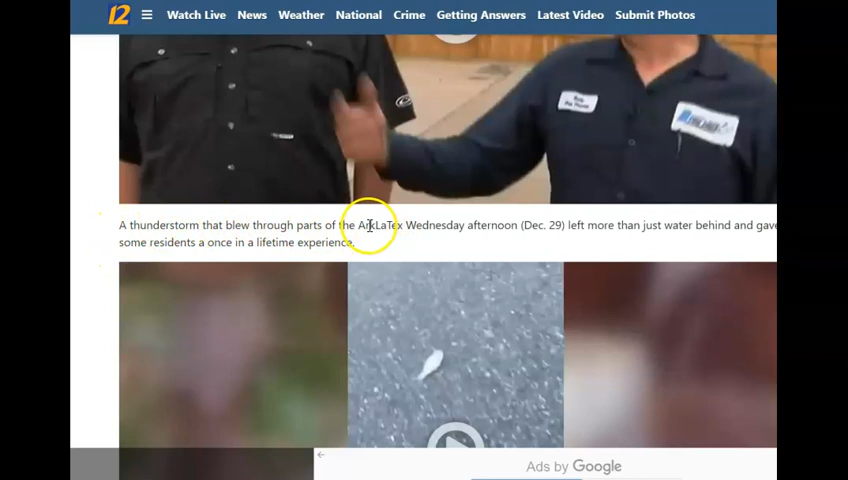 12 Watch Live News Weather National Crime Getting Answers Latest Video Submit Photos
A thunderstorm that blew through parts of the ArkLaTex Wednesday afternoon (Dec. 29) left more than just water behind and gave
some residents a once in a lifetime experience.
Ads by Google